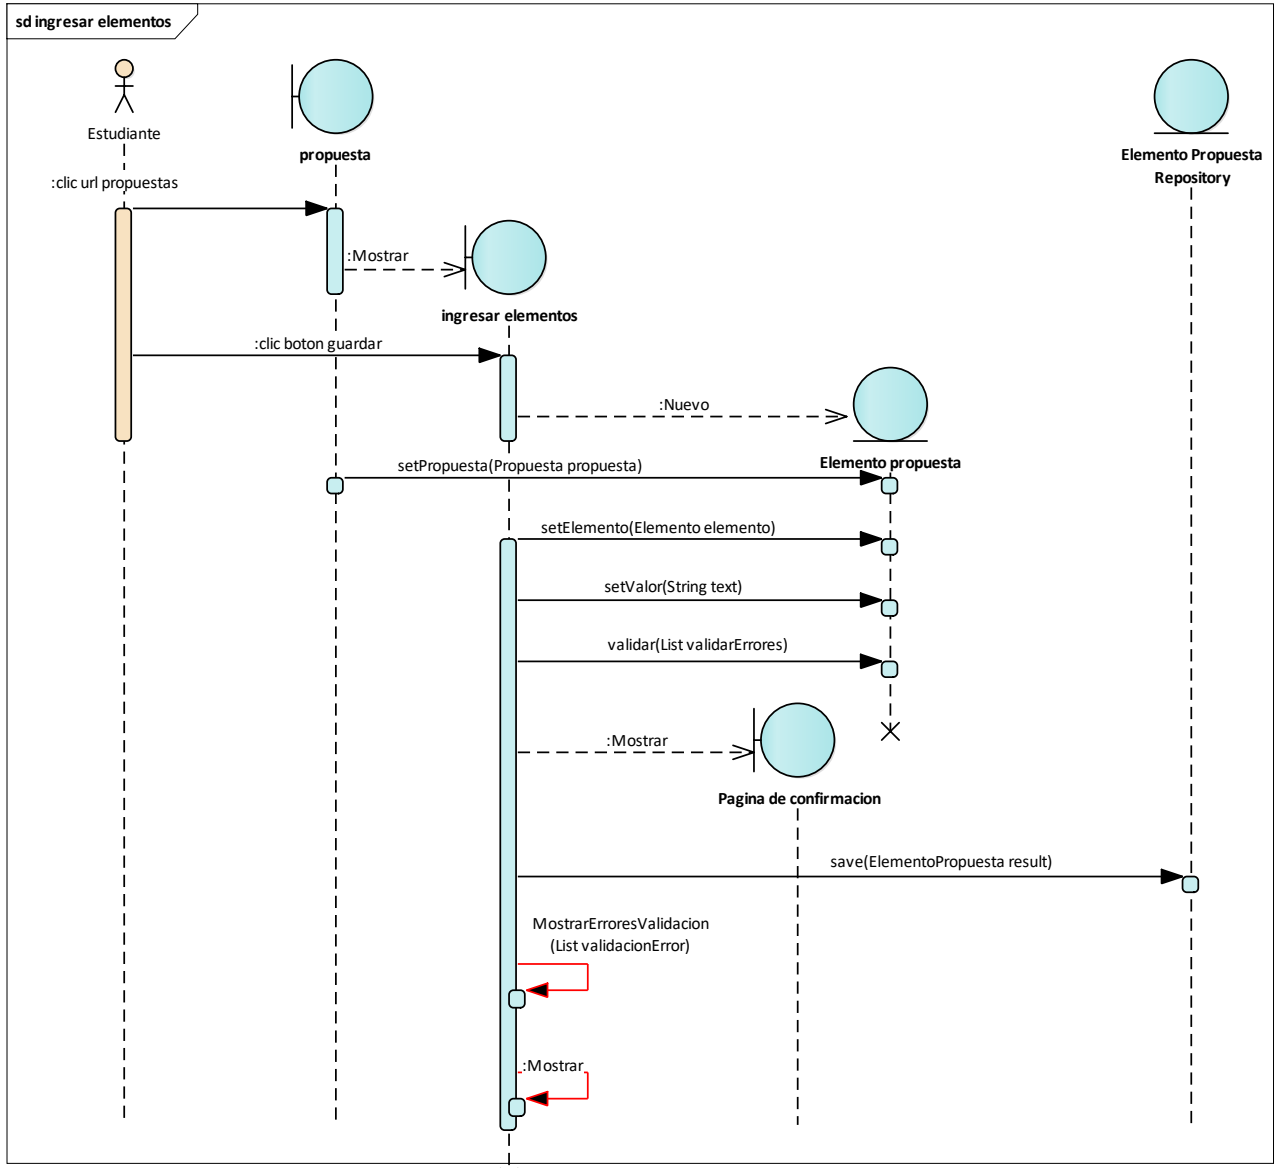 sd ingresar elementos
Estudiante
propuesta
Elemento Propuesta
Repository
:clic url propuestas
:Mostrar
ingresar elementos
:clic boton guardar
:Nuevo
Elemento propuesta
setPropuesta(Propuesta propuesta)
setElemento(Elemento elemento)
setValor(String text)
validar(List validarErrores)
:Mostrar
Pagina de confirmacion
save(ElementoPropuesta result)
MostrarErroresValidacion
(List validacionError)
:Mostrar